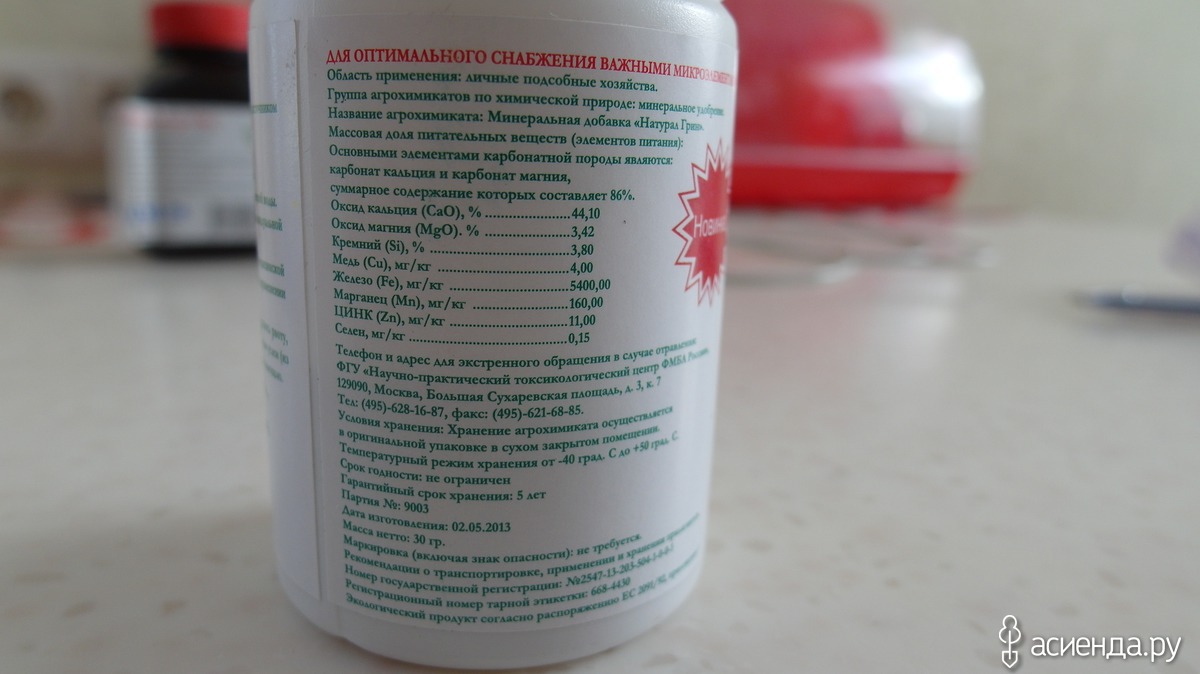 ДЛЯ ОПТИМАЛЬНОГО СНАБЖЕНИЯ ВАЖНЫМИ
Область применения: личные подсобные хозяйства.
Группа агрохимикатов по химической природе: минеральное удобрение.
Название агрохимиката: Минеральная добавка «Натурал Грин».
Массовая доля питательных веществ (элементов питания):
Основными элементами карбонатной породы являются:
карбонат кальция и карбонат магния,
суммарное содержание которых составляет 86%.
Оксид кальция (CaO), % ......................44,10
Оксид магния (MgO). % ......................3,42
Кремний (Si), % ...................................3,80
Медь (Cu), мг/кг .................................4,00
Железо (Fe), мг/кг ................................5400,00
Марганец (Mn), мг/кг ........................160,00
ЦИНК (Zn), мг/кг ..............................11,00
Селен, мг/кг ........................................0,15
Новинка
Телефон и адрес для экстренного обращения в случае отравления
ФГУ «Научно-практический токсикологический центр ФМБА России»
129090, Москва, Большая Сухаревская площадь, д. 3, к. 7
Тел: (495)-628-16-87, факс: (495)-621-68-85.
Условия хранения: Хранение агрохимиката осуществляется
в оригинальной упаковке в сухом закрытом помещении.
Температурный режим хранения от -40 град. С до +50 град. С.
Срок годности: не ограничен
Гарантийный срок хранения: 5 лет
Партия №: 9003
Дата изготовления: 02.05.2013
Масса нетто: 30 гр.
Маркировка (включая знак опасности): не требуется.
Рекомендации о транспортировке, применении и хранении
Номер государственной регистрации: №2547-13-203-504-1-0-0-1
Регистрационный номер тарной этикетки: 668-4430
Экологический продукт согласно распоряжению ЕС 2091/92,
асиенда.ру